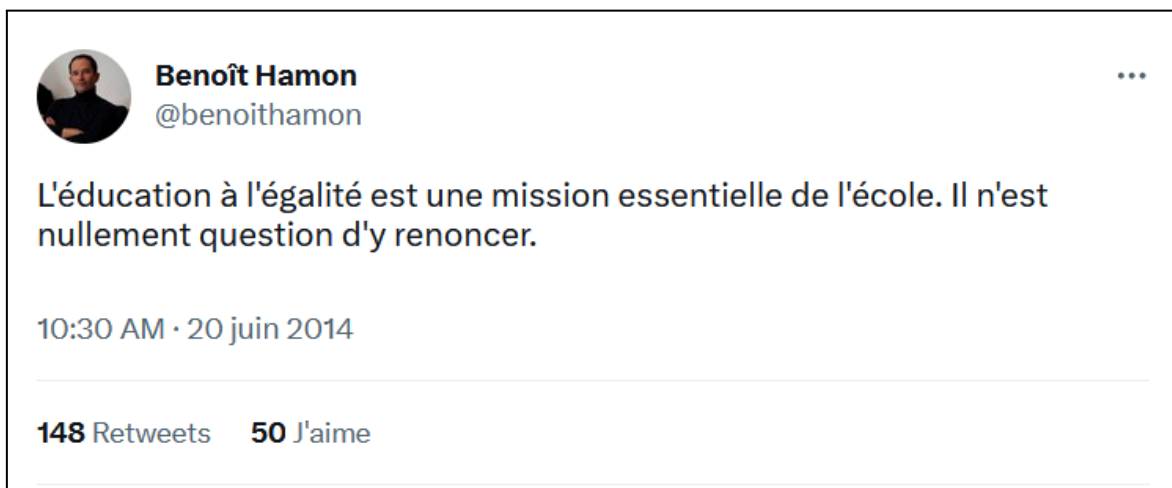 Benoît Hamon
@benoithamon
L'éducation à l'égalité est une mission essentielle de l'école. Il n'est
nullement question d'y renoncer.
10:30 AM · 20 juin 2014
148 Retweets 50 J'aime